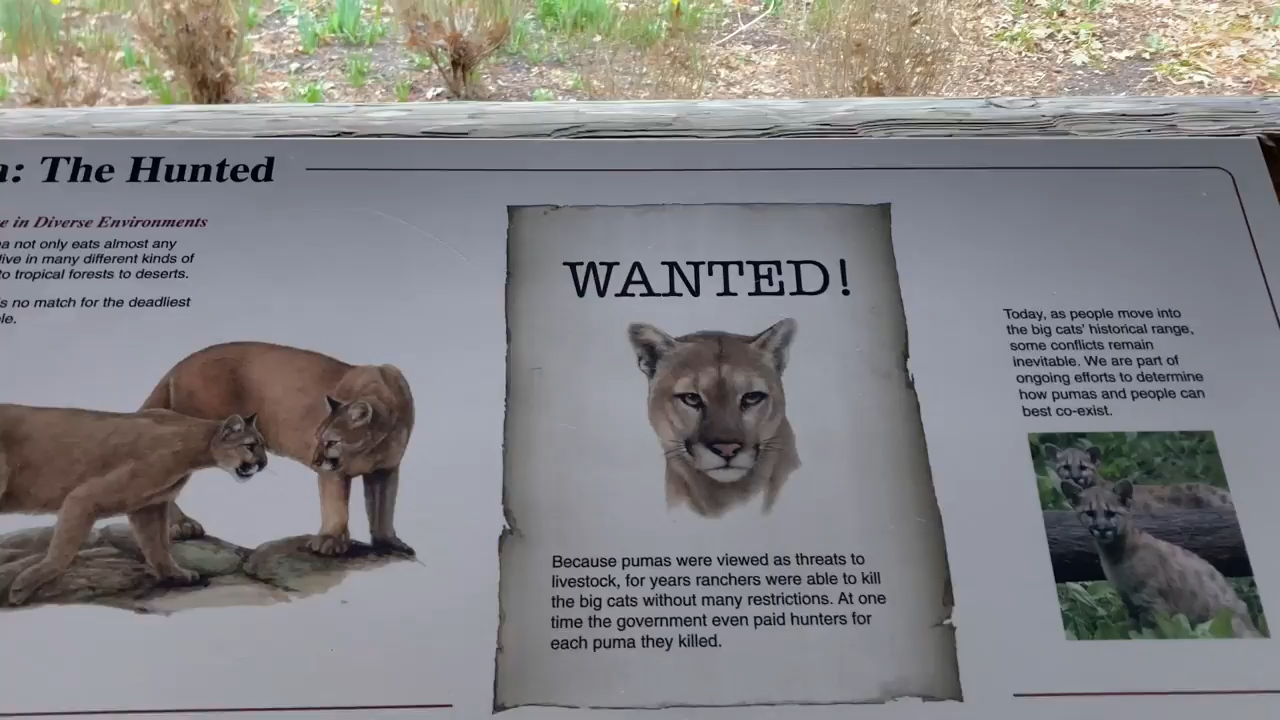 : The Hunted
in Diverse Environments
not only eats almost any
live in many different kinds of
to tropical forests to deserts.
is no match for the deadliest
WANTED!
Because pumas were viewed as threats to
livestock, for years ranchers were able to kill
the big cats without many restrictions. At one
time the government even paid hunters for
each puma they killed.
Today, as people move into
the big cats' historical range,
some conflicts remain
inevitable. We are part of
ongoing efforts to determine
how pumas and people can
best co-exist.